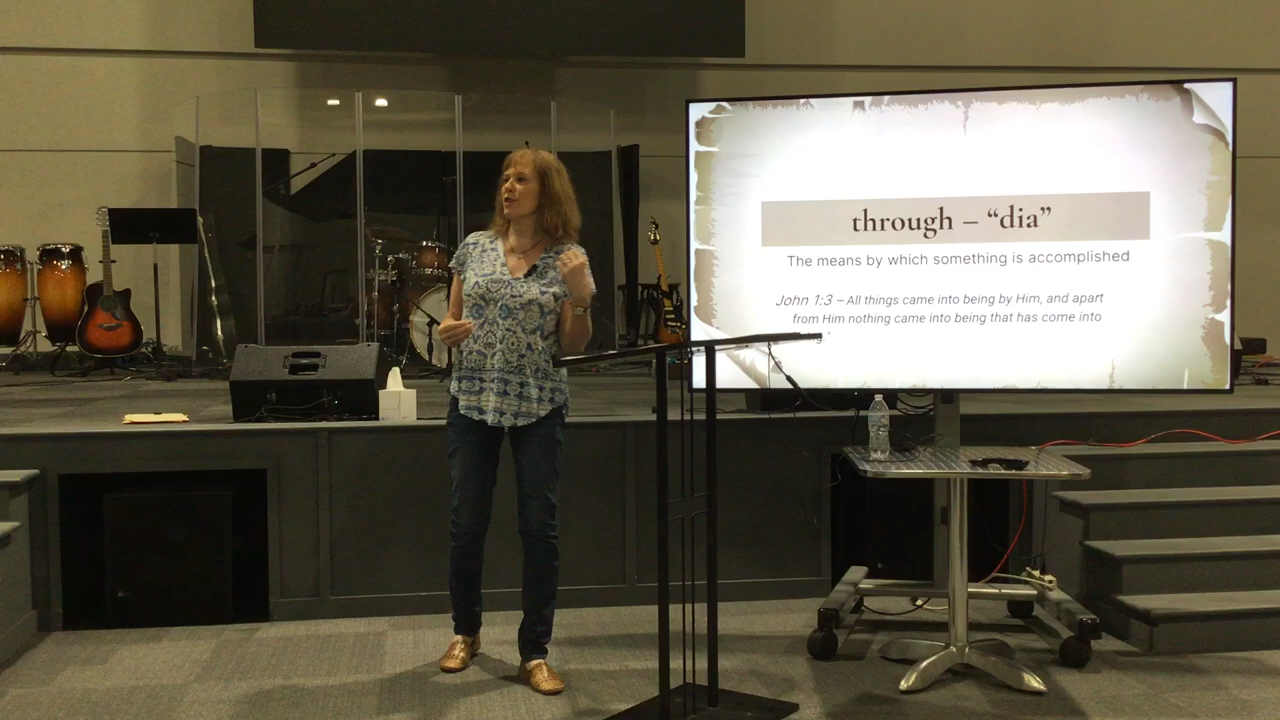 through – “dia”
The means by which something is accomplished
John 1:3 – All things came into being by Him, and apart
from Him nothing came into being that has come into